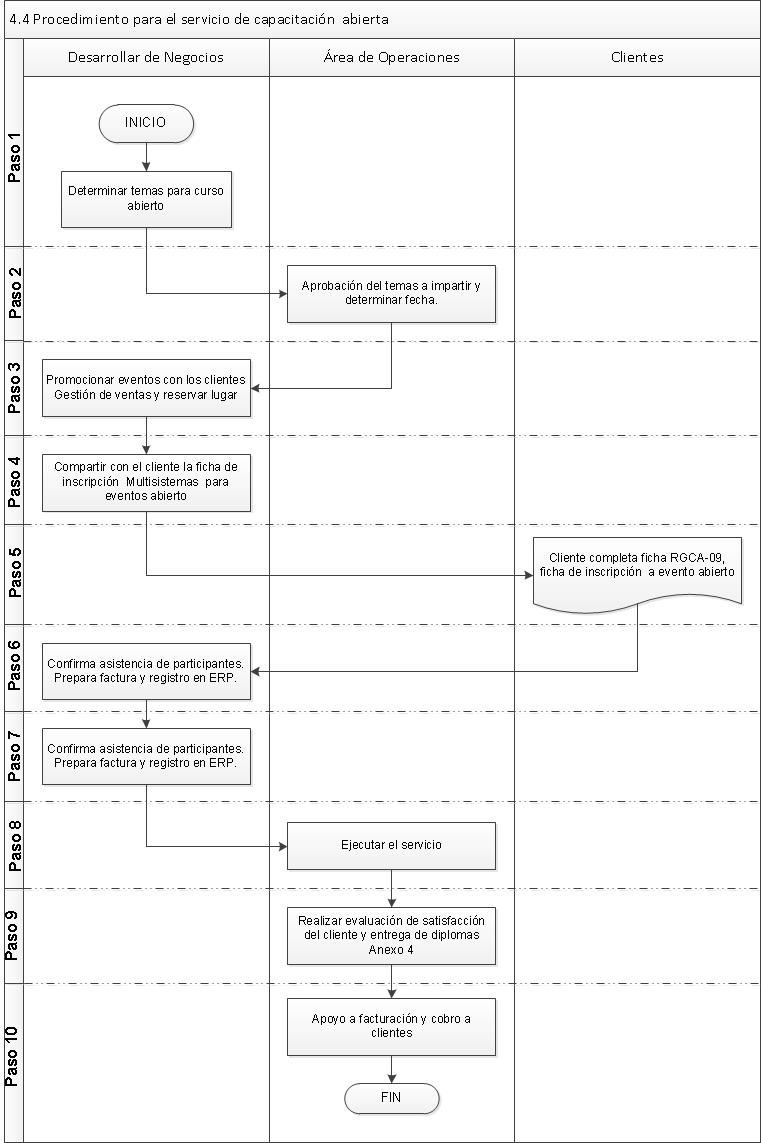 4.4 Procedimiento para el servicio de capacitación abierta
Desarrollar de Negocios
Área de Operaciones
Clientes
Paso 1
INICIO
Determinar temas para curso
abierto
Paso 2
Aprobación del temas a impartir y
determinar fecha.
Paso 3
Promocionar eventos con los clientes
Gestión de ventas y reservar lugar
Paso 4
Compartir con el cliente la ficha de
inscripción Multisistemas para
eventos abierto
Paso 5
Cliente completa ficha RGCA-09,
ficha de inscripción a evento abierto
Paso 6
Confirma asistencia de participantes.
Prepara factura y registro en ERP.
Paso 7
Confirma asistencia de participantes.
Prepara factura y registro en ERP.
Paso 8
Ejecutar el servicio
Paso 9
Realizar evaluación de satisfacción
del cliente y entrega de diplomas
Anexo 4
Paso 10
Apoyo a facturación y cobro a
clientes
FIN